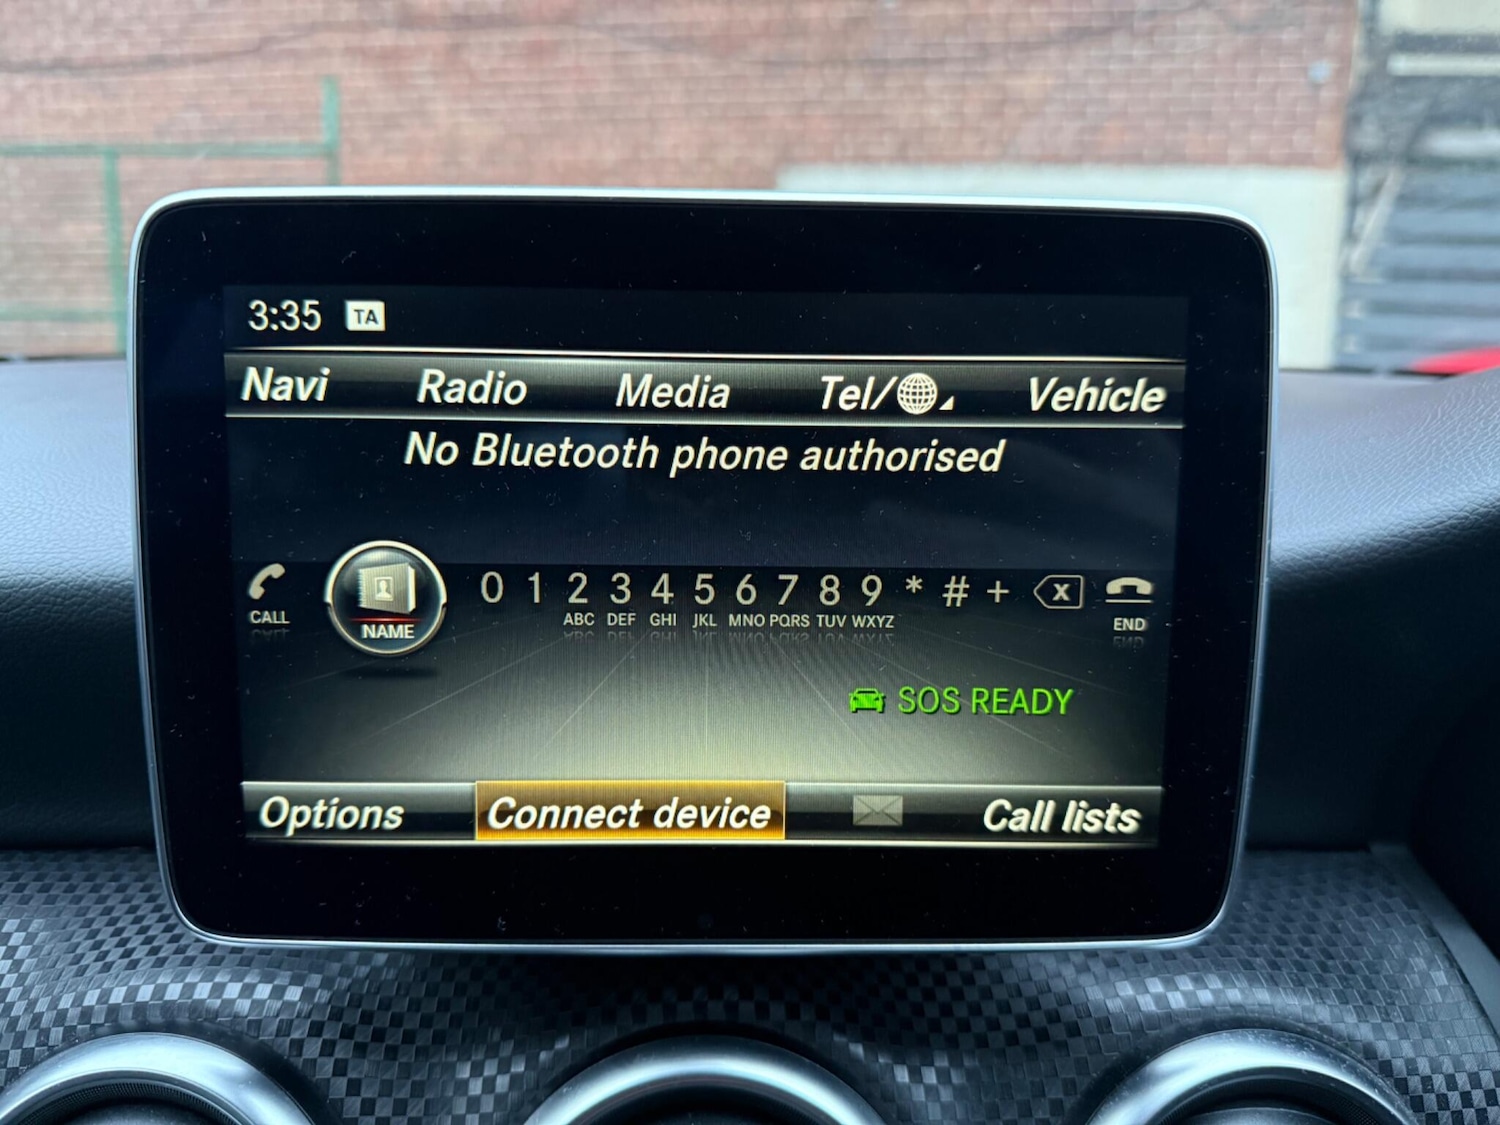 3:35 TA
Navi Radio Media Tel/ Vehicle
No Bluetooth phone authorised
0 1 2 3 4 5 6 7 8 9 * # + x
CALL NAME ABC DEF GHI JKL MNO PQRS TUV WXYZ END
SOS READY
Options Connect device Call lists